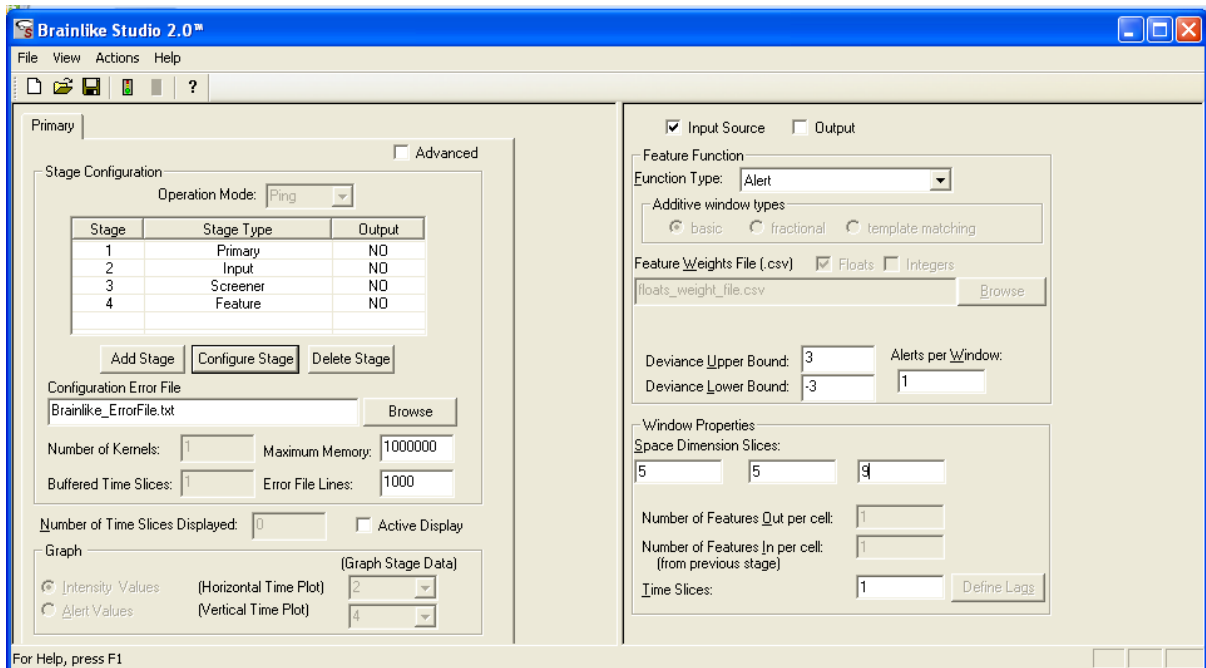 Brainlike Studio 2.0™
File View Actions Help
?
Primary
Advanced
Stage Configuration
Operation Mode: Ping
Stage Stage Type Output
1 Primary NO
2 Input NO
3 Screener NO
4 Feature NO
Add Stage Configure Stage Delete Stage
Configuration Error File
Brainlike_ErrorFile.txt Browse
Number of Kernels: 1 Maximum Memory: 1000000
Buffered Time Slices: 1 Error File Lines: 1000
Number of Time Slices Displayed: 0 Active Display
Graph
(Graph Stage Data)
Intensity Values (Horizontal Time Plot) 2
Alert Values (Vertical Time Plot) 4
Input Source Output
Feature Function
Function Type: Alert
Additive window types
basic fractional template matching
Feature Weights File (.csv) Floats Integers
floats_weight_file.csv Browse
Deviance Upper Bound: 3 Alerts per Window:
Deviance Lower Bound: -3 1
Window Properties
Space Dimension Slices:
5 5 9
Number of Features Out per cell: 1
Number of Features In per cell: 1
(from previous stage)
Time Slices: 1 Define Lags
For Help, press F1